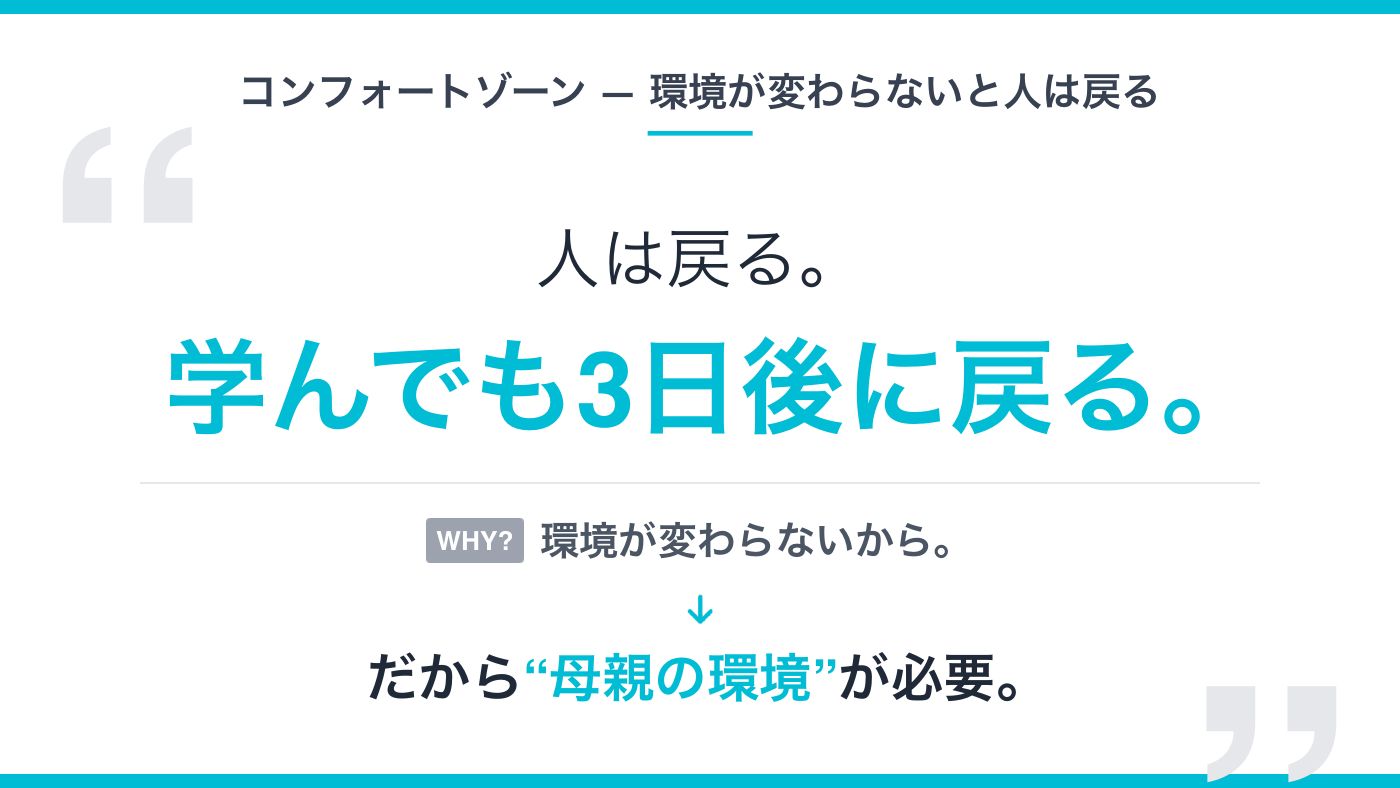 コンフォートゾーン — 環境が変わらないと人は戻る
人は戻る。
学んでも3日後に戻る。
WHY? 環境が変わらないから。
↓
だから“母親の環境”が必要。